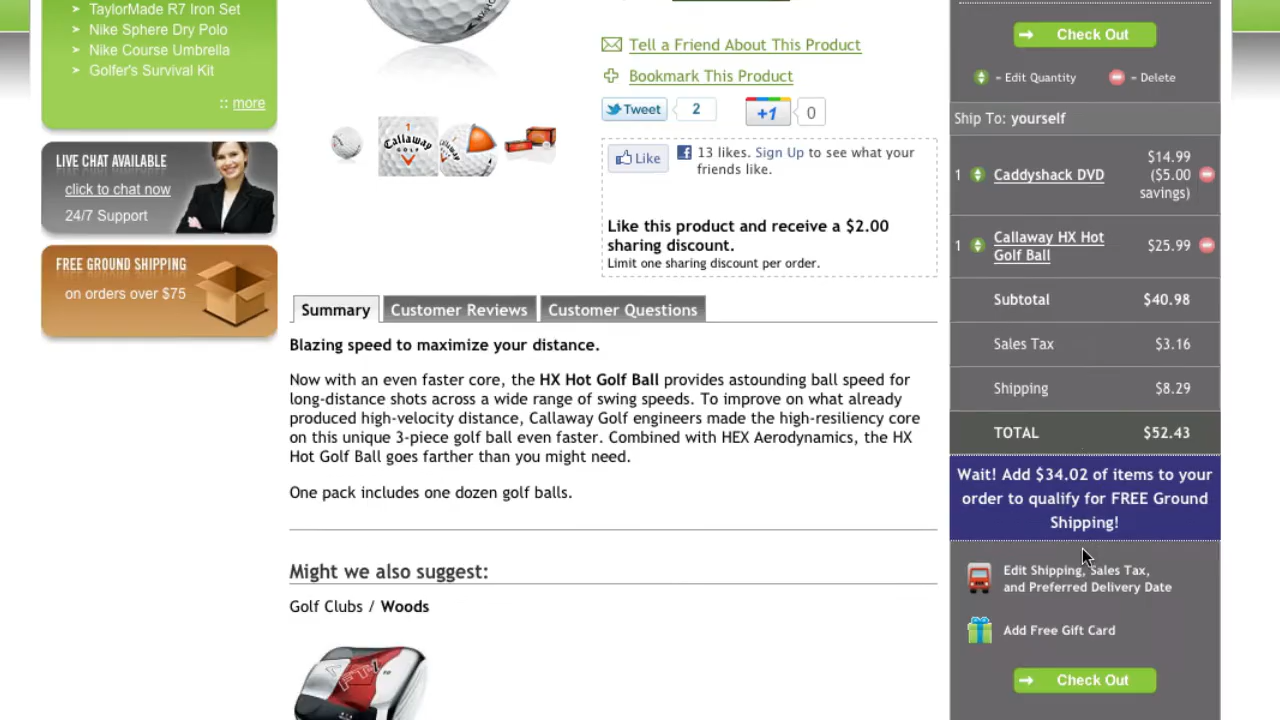 ➤ TaylorMade R7 Iron Set
➤ Nike Sphere Dry Polo
➤ Nike Course Umbrella
➤ Golfer's Survival Kit
:: more
LIVE CHAT AVAILABLE
click to chat now
24/7 Support
FREE GROUND SHIPPING
on orders over $75
Callaway
GOLF
Tell a Friend About This Product
Bookmark This Product
Tweet 2
+1 0
Like 13 likes. Sign Up to see what your
friends like.
Like this product and receive a $2.00
sharing discount.
Limit one sharing discount per order.
Summary Customer Reviews Customer Questions
Blazing speed to maximize your distance.
Now with an even faster core, the HX Hot Golf Ball provides astounding ball speed for
long-distance shots across a wide range of swing speeds. To improve on what already
produced high-velocity distance, Callaway Golf engineers made the high-resiliency core
on this unique 3-piece golf ball even faster. Combined with HEX Aerodynamics, the HX
Hot Golf Ball goes farther than you might need.
One pack includes one dozen golf balls.
Might we also suggest:
Golf Clubs / Woods
Check Out
= Edit Quantity = Delete
Ship To: yourself
1 Caddyshack DVD $14.99
($5.00
savings)
1 Callaway HX Hot
Golf Ball $25.99
Subtotal $40.98
Sales Tax $3.16
Shipping $8.29
TOTAL $52.43
Wait! Add $34.02 of items to your
order to qualify for FREE Ground
Shipping!
Edit Shipping, Sales Tax,
and Preferred Delivery Date
Add Free Gift Card
Check Out